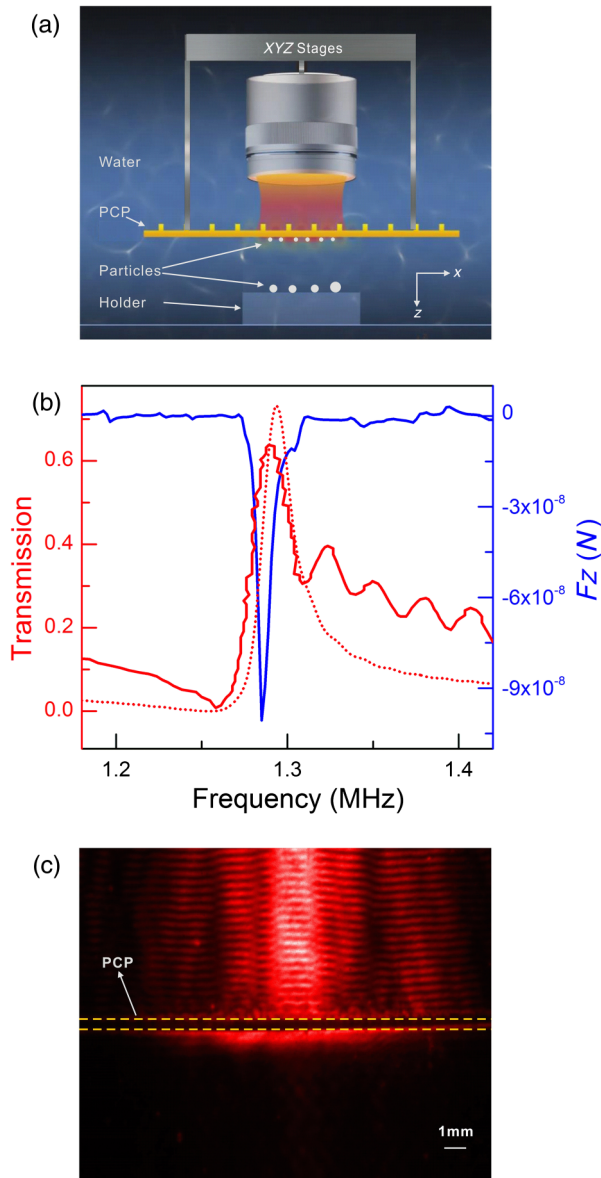 (a)
XYZ Stages
Water
PCP
Particles
Holder
x
z
(b)
0.6
0.4
0.2
0.0
Transmission
0
-3x10⁻⁸
-6x10⁻⁸
-9x10⁻⁸
Fz (N)
1.2 1.3 1.4
Frequency (MHz)
(c)
PCP
1mm